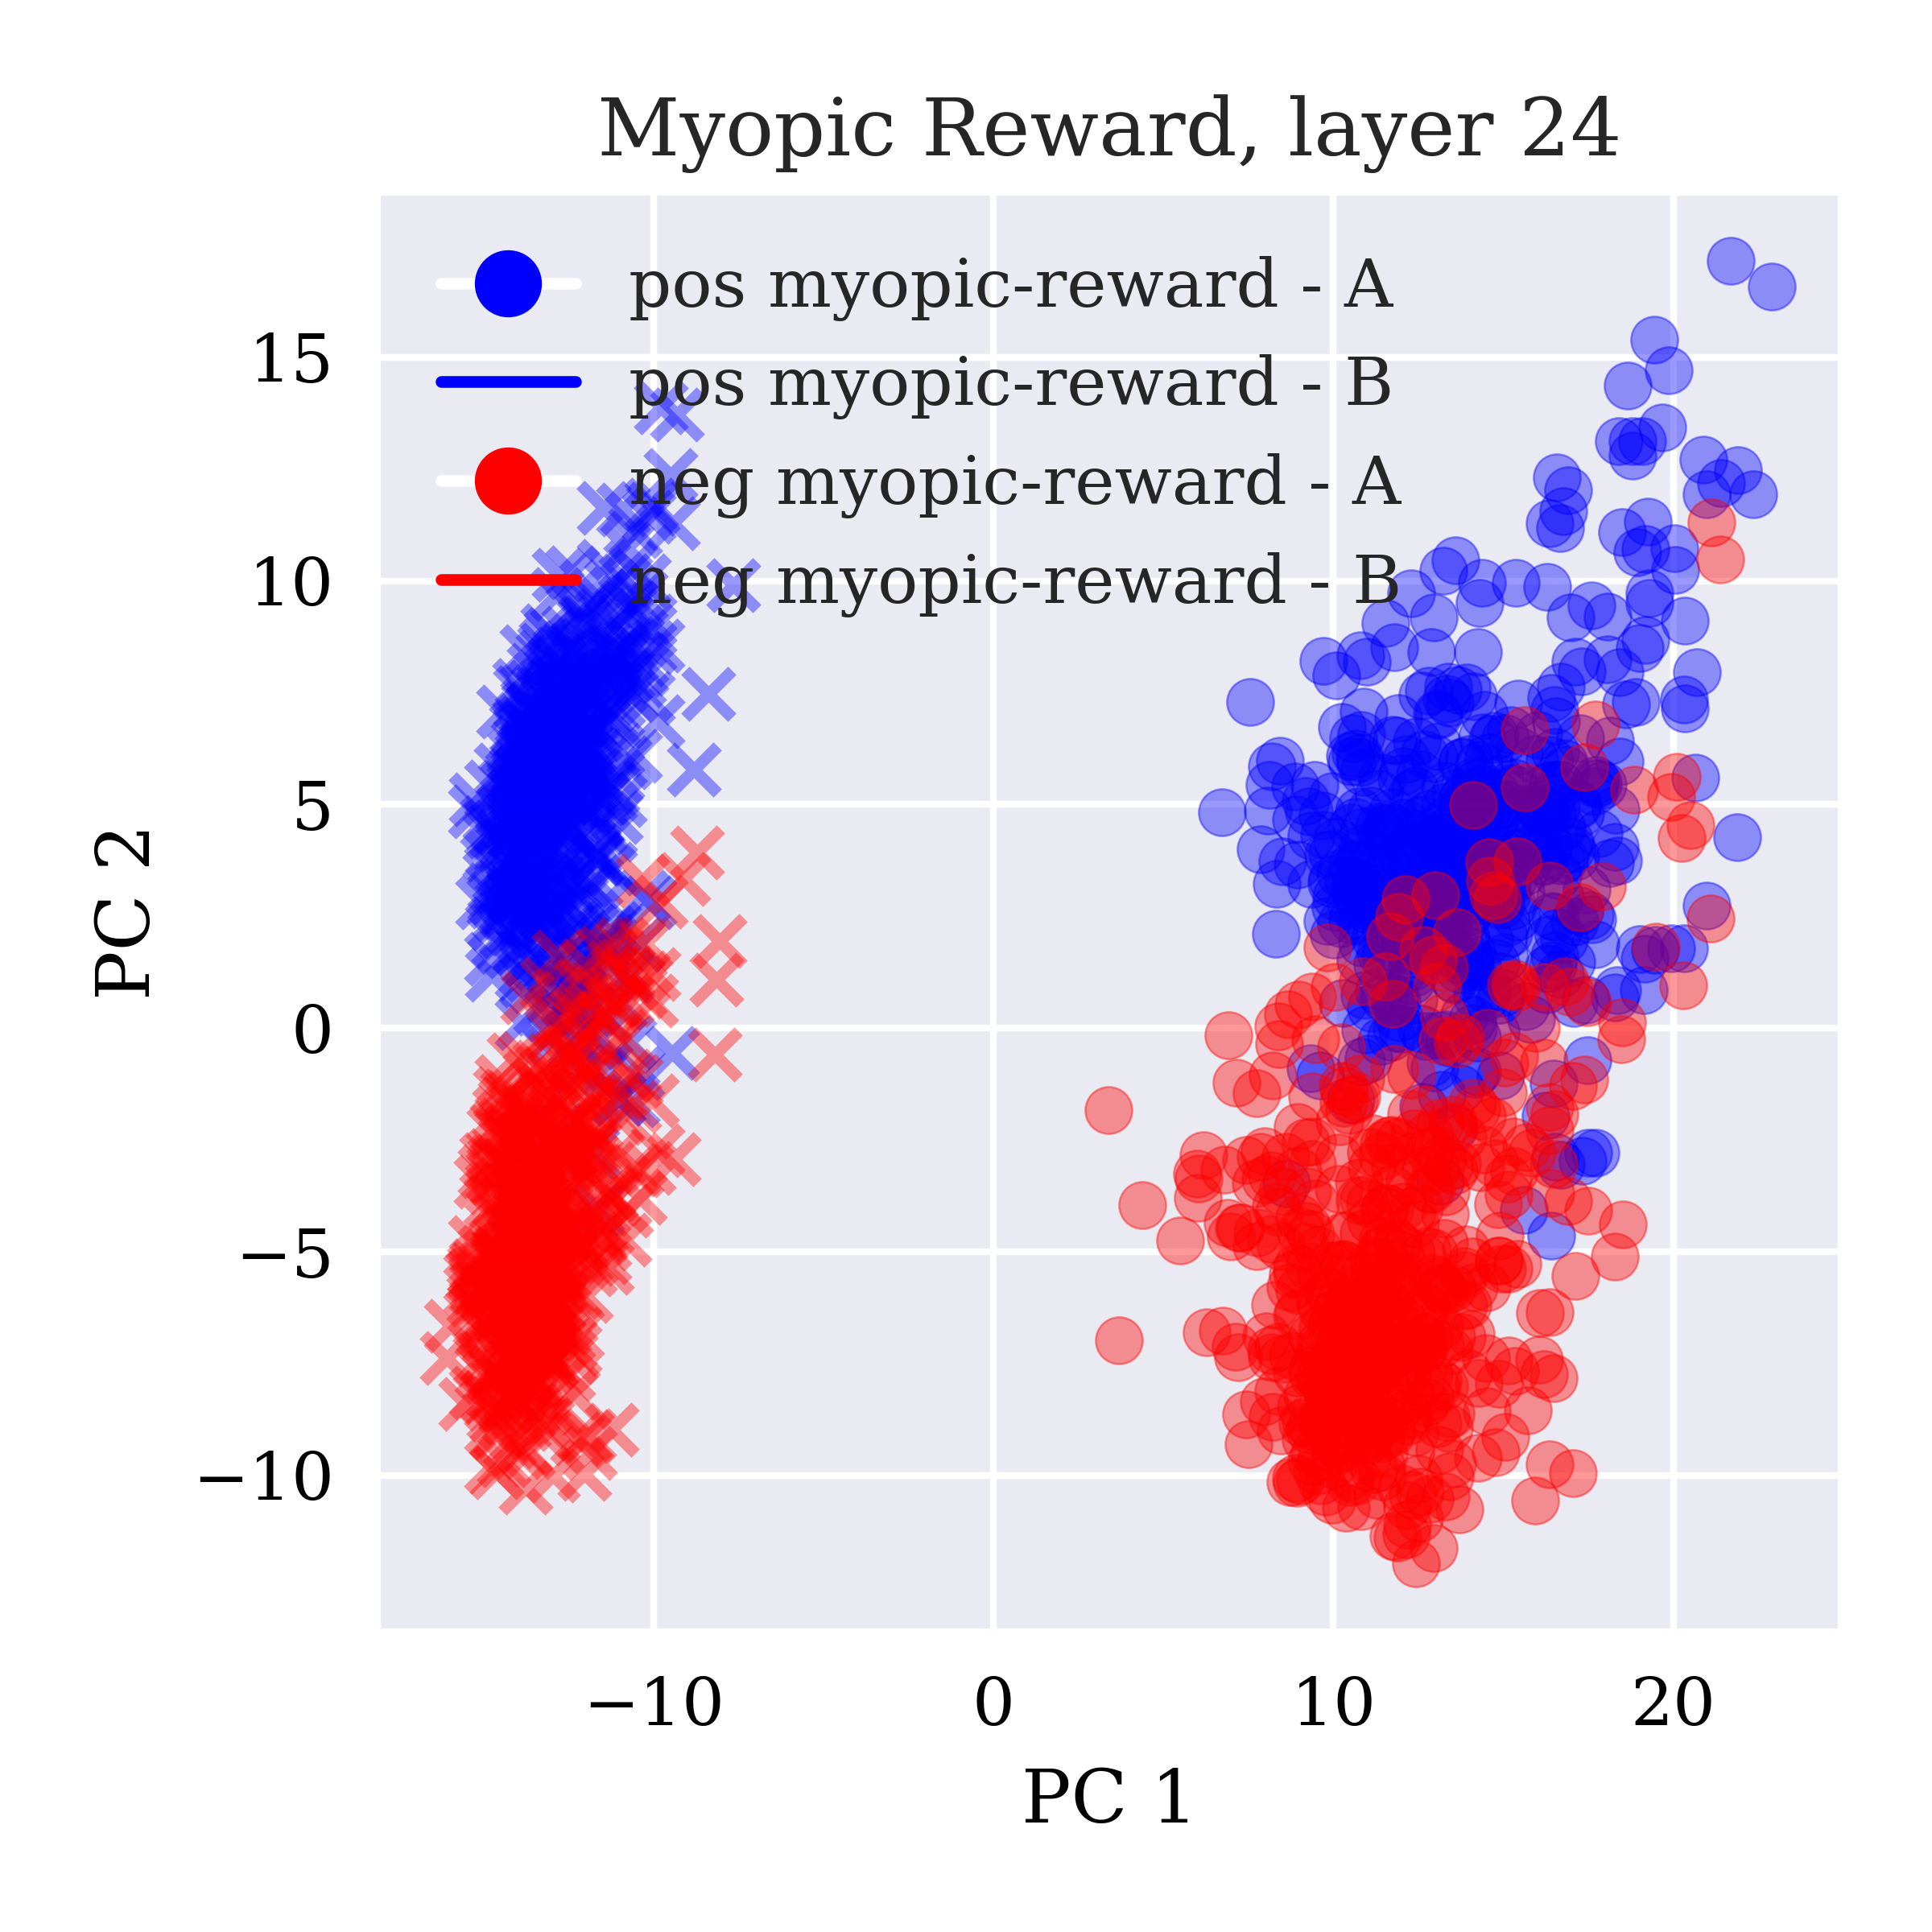 Myopic Reward, layer 24
pos myopic-reward - A
pos myopic-reward - B
neg myopic-reward - A
neg myopic-reward - B
15
10
5
0
−5
−10
PC 2
−10 0 10 20
PC 1